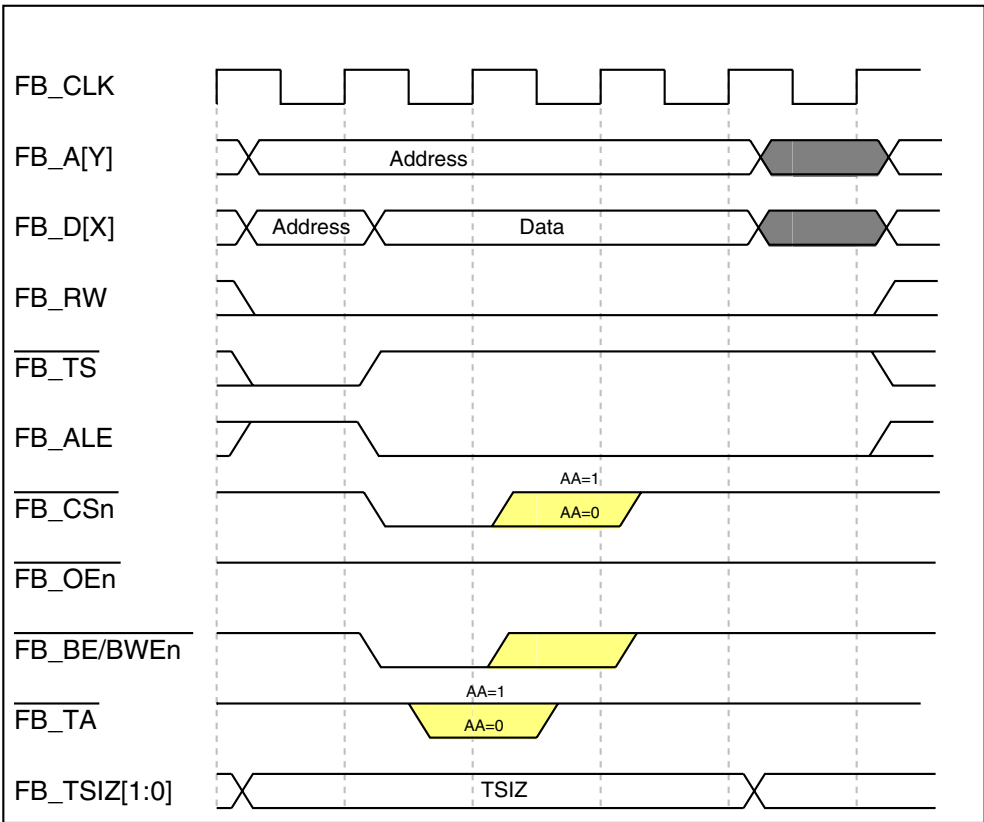 FB_CLK
FB_A[Y] Address
FB_D[X] Address Data
FB_RW
FB_TS
FB_ALE
AA=1
FB_CSn AA=0
FB_OEn
FB_BE/BWEn
AA=1
FB_TA AA=0
FB_TSIZ[1:0] TSIZ